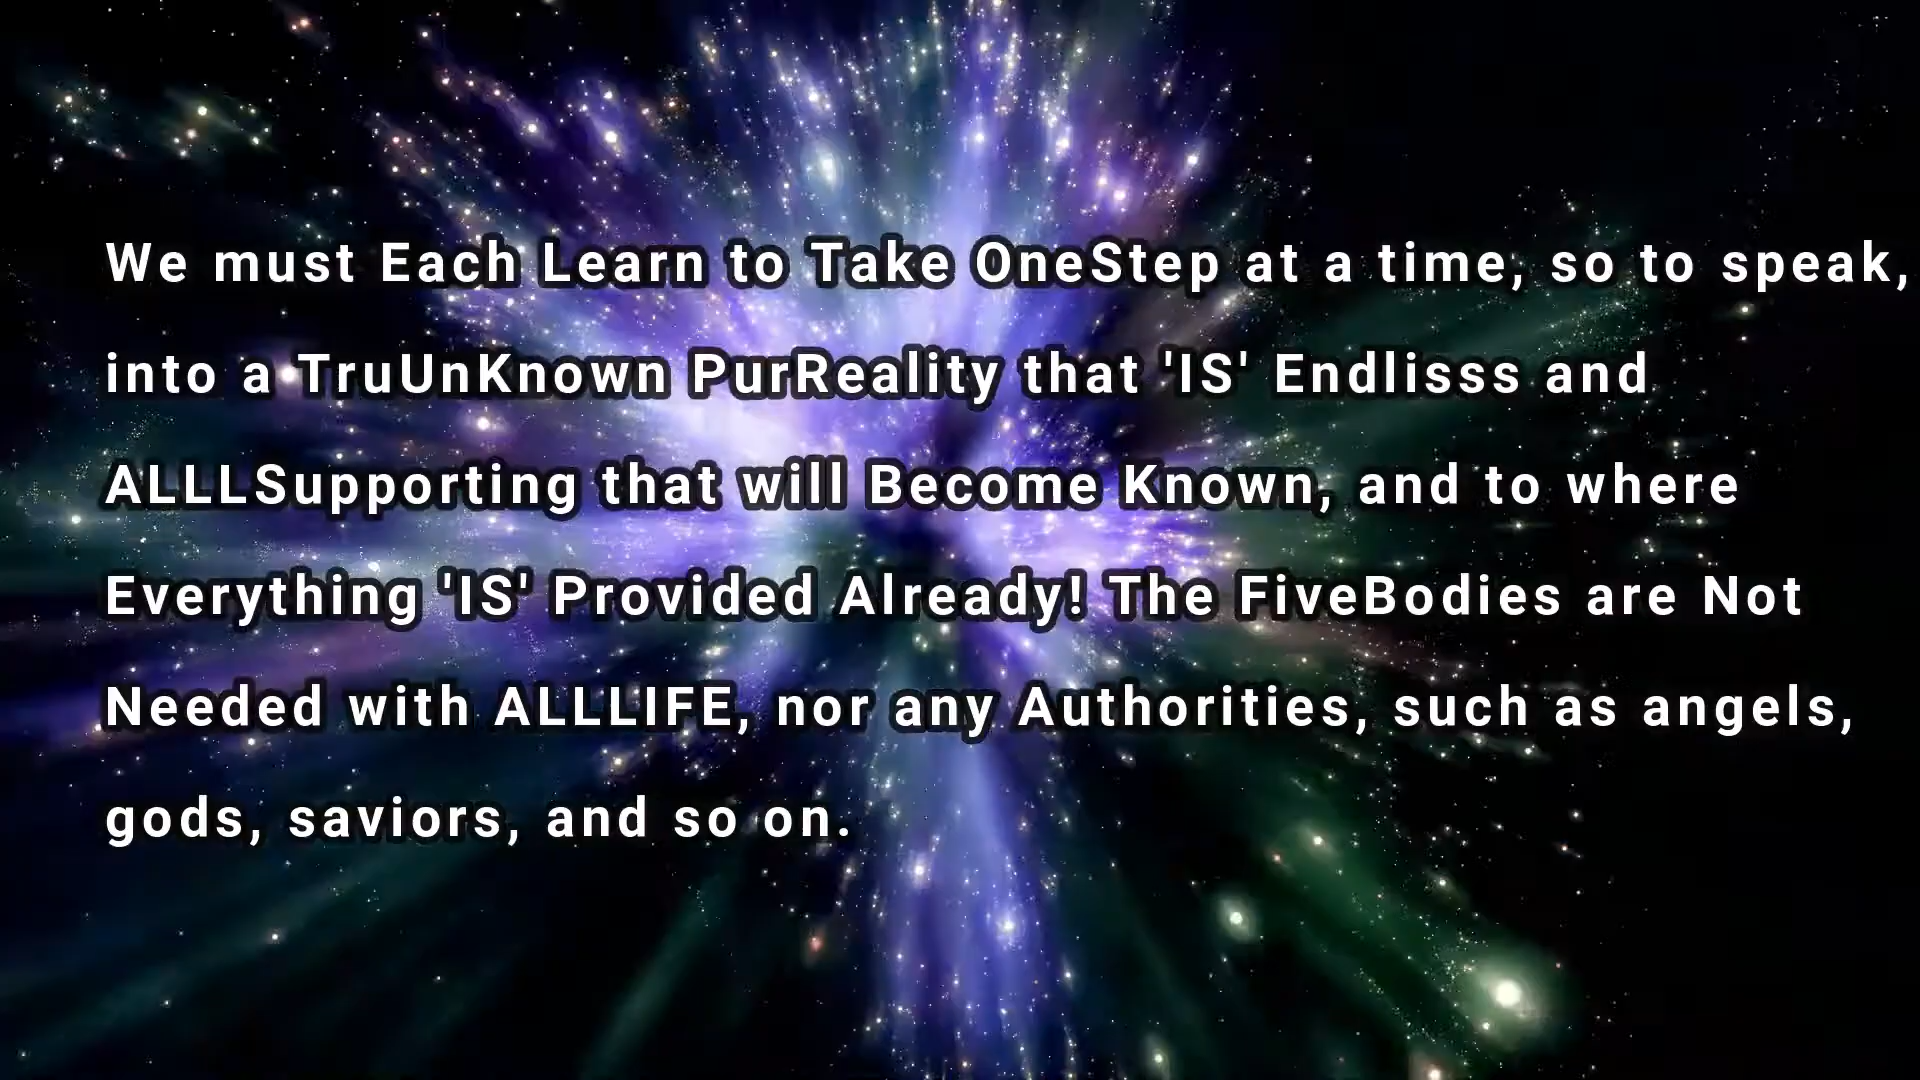 We must Each Learn to Take OneStep at a time, so to speak,
into a TruUnKnown PurReality that 'IS' Endlisss and
ALLLSupporting that will Become Known, and to where
Everything 'IS' Provided Already! The FiveBodies are Not
Needed with ALLLIFE, nor any Authorities, such as angels,
gods, saviors, and so on.